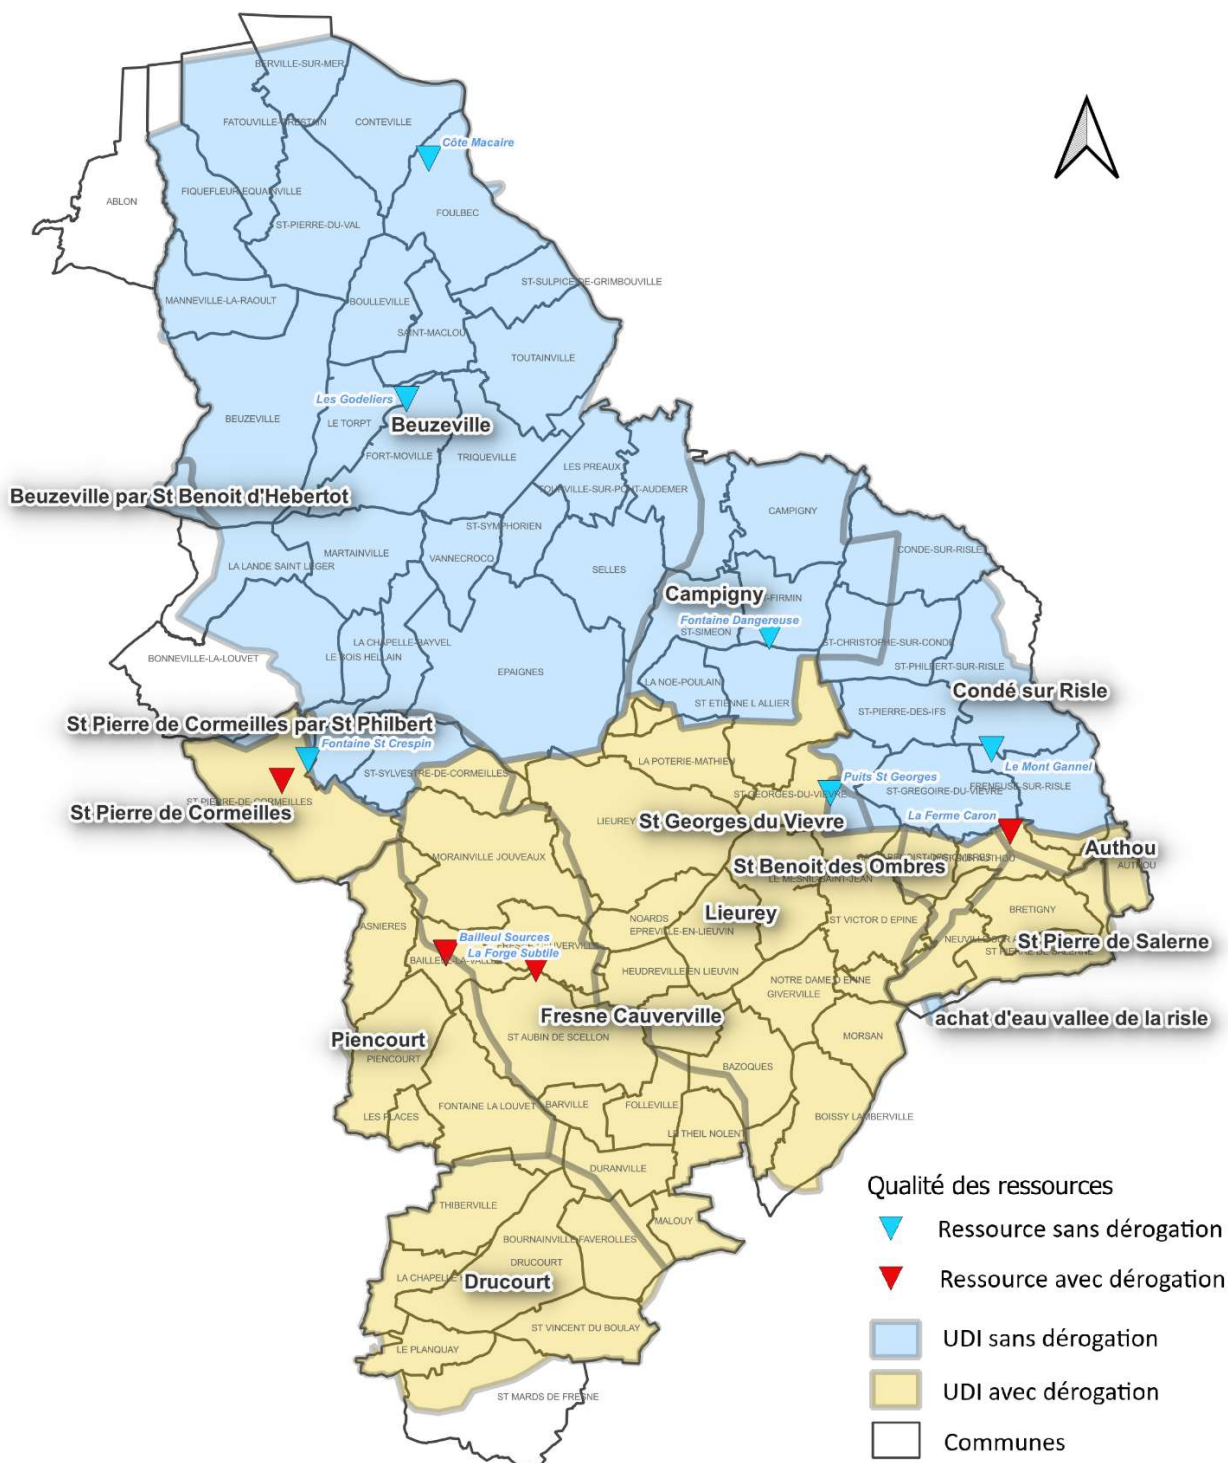 BERVILLE-SUR-MER
FATOUVILLE-GRESTAIN
CONTEVILLE
Côte Macaire
FIQUEFLEUR-EQUAINVILLE
ABLON
FOULBEC
ST-PIERRE-DU-VAL
ST-SULPICE-DE-GRIMBOUVILLE
MANNEVILLE-LA-RAOULT
BOULLEVILLE
SAINT-MACLOU
TOUTAINVILLE
Les Godeliers
BEUZEVILLE
LE TORPT
Beuzeville
FORT-MOVILLE
TRIQUEVILLE
LES PREAUX
TOURVILLE-SUR-PONT-AUDEMER
Beuzeville par St Benoit d'Hebertot
CAMPIGNY
ST-SYMPHORIEN
MARTAINVILLE
VANNECROCQ
CONDE-SUR-RISLE
LA LANDE SAINT LEGER
SELLES
Campigny
FIRMIN
Fontaine Dangereuse
ST-SIMEON
LA CHAPELLE-BAYVEL
ST-CHRISTOPHE-SUR-CONDE
BONNEVILLE-LA-LOUVET
LE BOIS HELLAIN
ST-PHILBERT-SUR-RISLE
EPAIGNES
LA NOE-POULAIN
Condé sur Risle
ST ETIENNE L ALLIER
ST-PIERRE-DES-IFS
St Pierre de Cormeilles par St Philbert
Fontaine St Crespin
LA POTERIE-MATHIEU
Le Mont Gannel
ST-SYLVESTRE-DE-CORMEILLES
Puits St Georges
FRENEUSE-SUR-RISLE
ST-GEORGES-DU-VIEVRE
ST-GREGOIRE-DU-VIEVRE
ST PIERRE-DE-CORMEILLES
St Pierre de Cormeilles
LIEUREY
St Georges du Vievre
La Ferme Caron
Authou
AUTHOU
MORAINVILLE JOUVEAUX
St Benoit des Ombres
LE MESNIL-SAINT-JEAN
BRETIGNY
Lieurey
NOARDS
EPREVILLE-EN-LIEUVIN
ST VICTOR D EPINE
ASNIERES
Bailleul Sources
La Forge Subtile
BAILLEUL-LA-VALLEE
St Pierre de Salerne
ST PIERRE DE SALERNE
HEUDREVILLE EN LIEUVIN
NOTRE DAME D EPINE
GIVERVILLE
Fresne Cauverville
achat d'eau vallee de la risle
Piencourt
ST AUBIN DE SCELLON
MORSAN
PIENCOURT
BAZOQUES
FONTAINE LA LOUVET
BARVILLE
FOLLEVILLE
LES PLACES
BOISSY LAMBERVILLE
LE THEIL NOLENT
DURANVILLE
THIBERVILLE
MALOUY
BOURNAINVILLE-FAVEROLLES
DRUCOURT
LA CHAPELLE
Drucourt
ST VINCENT DU BOULAY
LE PLANQUAY
ST MARDS DE FRESNE
Qualité des ressources
Ressource sans dérogation
Ressource avec dérogation
UDI sans dérogation
UDI avec dérogation
Communes